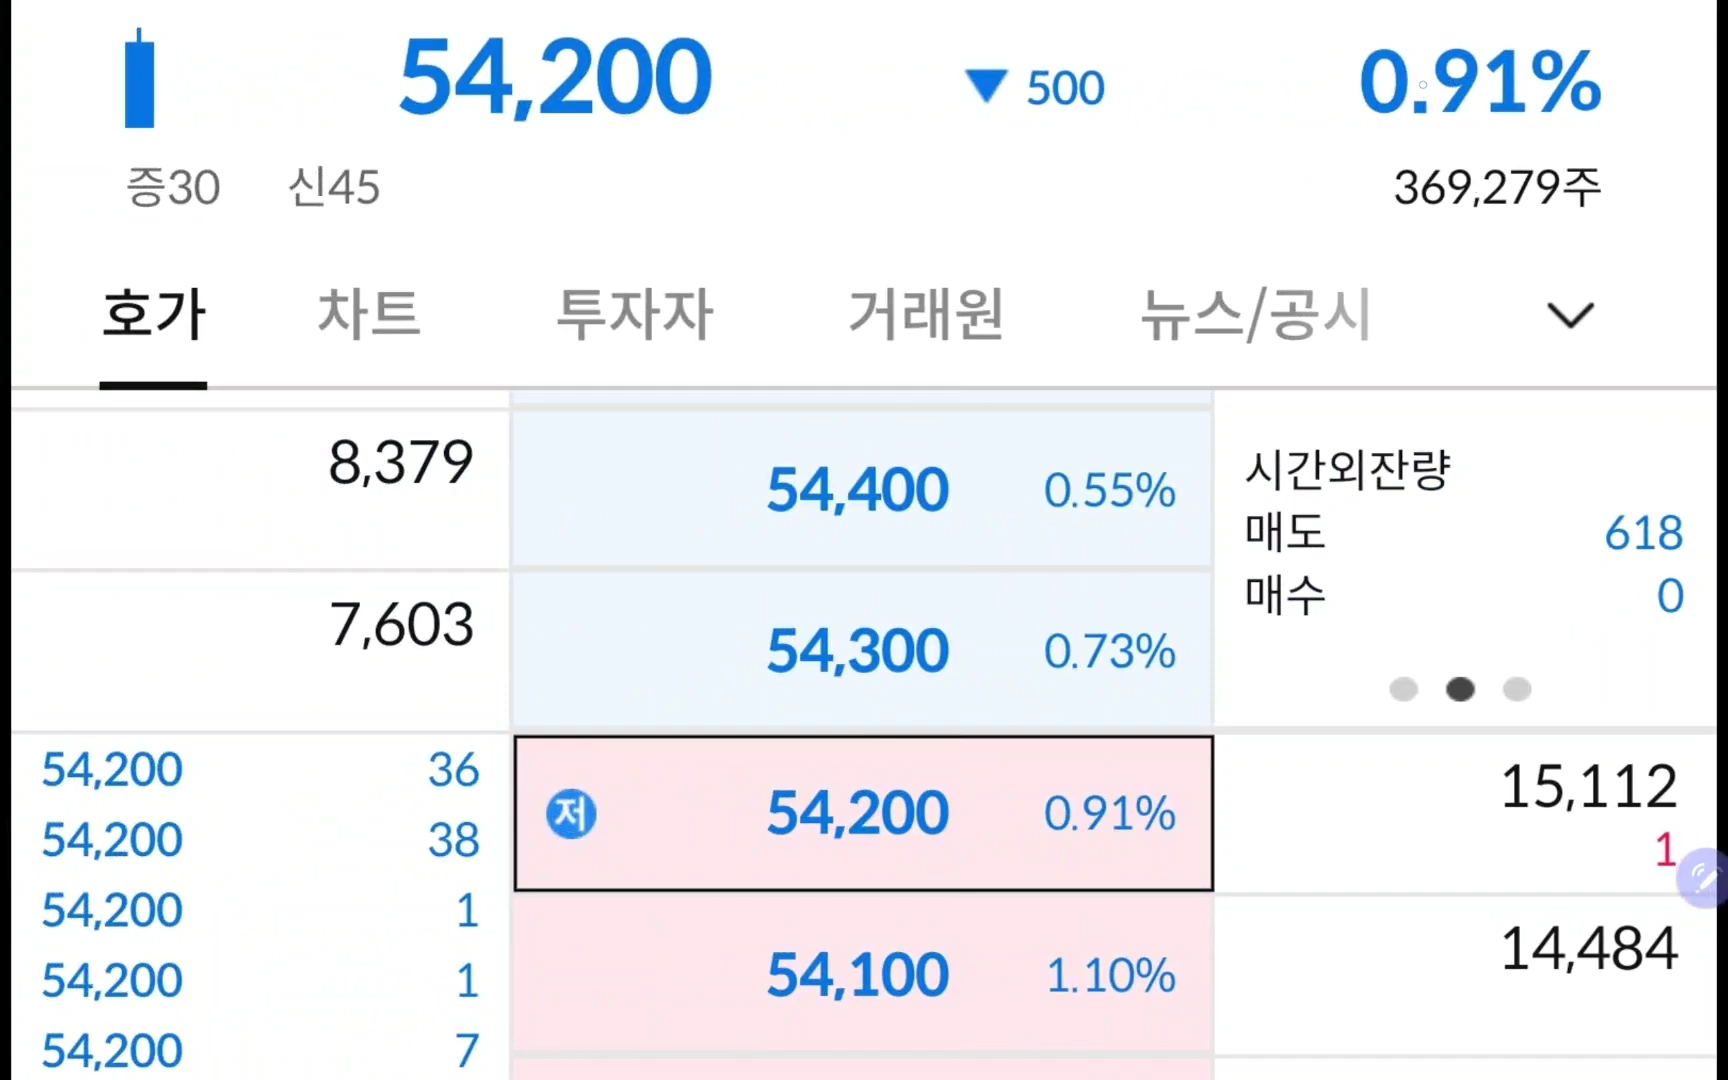 54,200 ▼ 500 0.91%
증30 신45 369,279주
호가 차트 투자자 거래원 뉴스/공시
8,379 54,400 0.55%
시간외잔량
매도 618
매수 0
7,603 54,300 0.73%
54,200 36
54,200 38
54,200 1
54,200 1
54,200 7
저 54,200 0.91% 15,112
1
54,100 1.10% 14,484